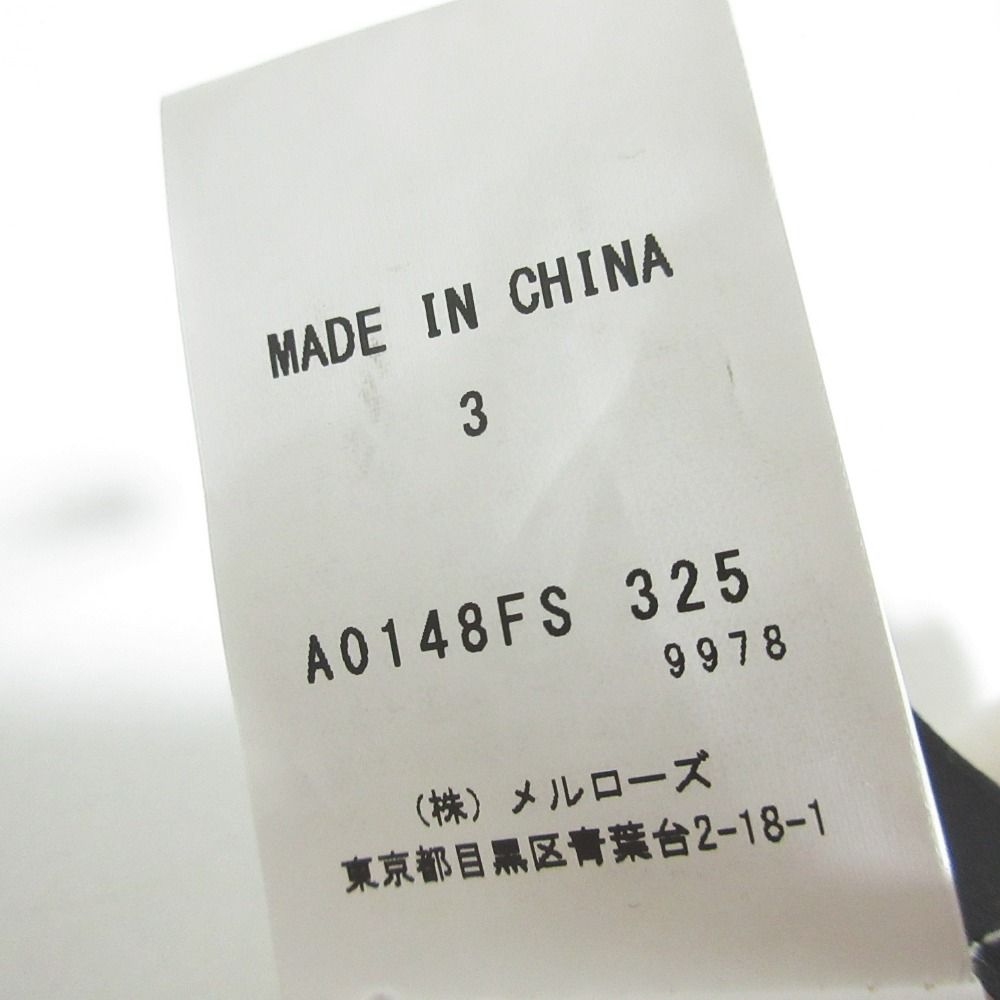 MADE IN CHINA
3
A0148FS 325
9978
(株) メルローズ
東京都目黒区青葉台2-18-1